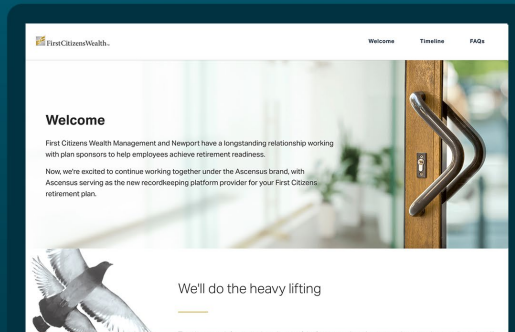 FirstCitizensWealth™
Welcome
Timeline
FAQs
Welcome
First Citizens Wealth Management and Newport have a longstanding relationship working
with plan sponsors to help employees achieve retirement readiness.
Now, we're excited to continue working together under the Ascensus brand, with
Ascensus serving as the new recordkeeping platform provider for your First Citizens
retirement plan.
We'll do the heavy lifting